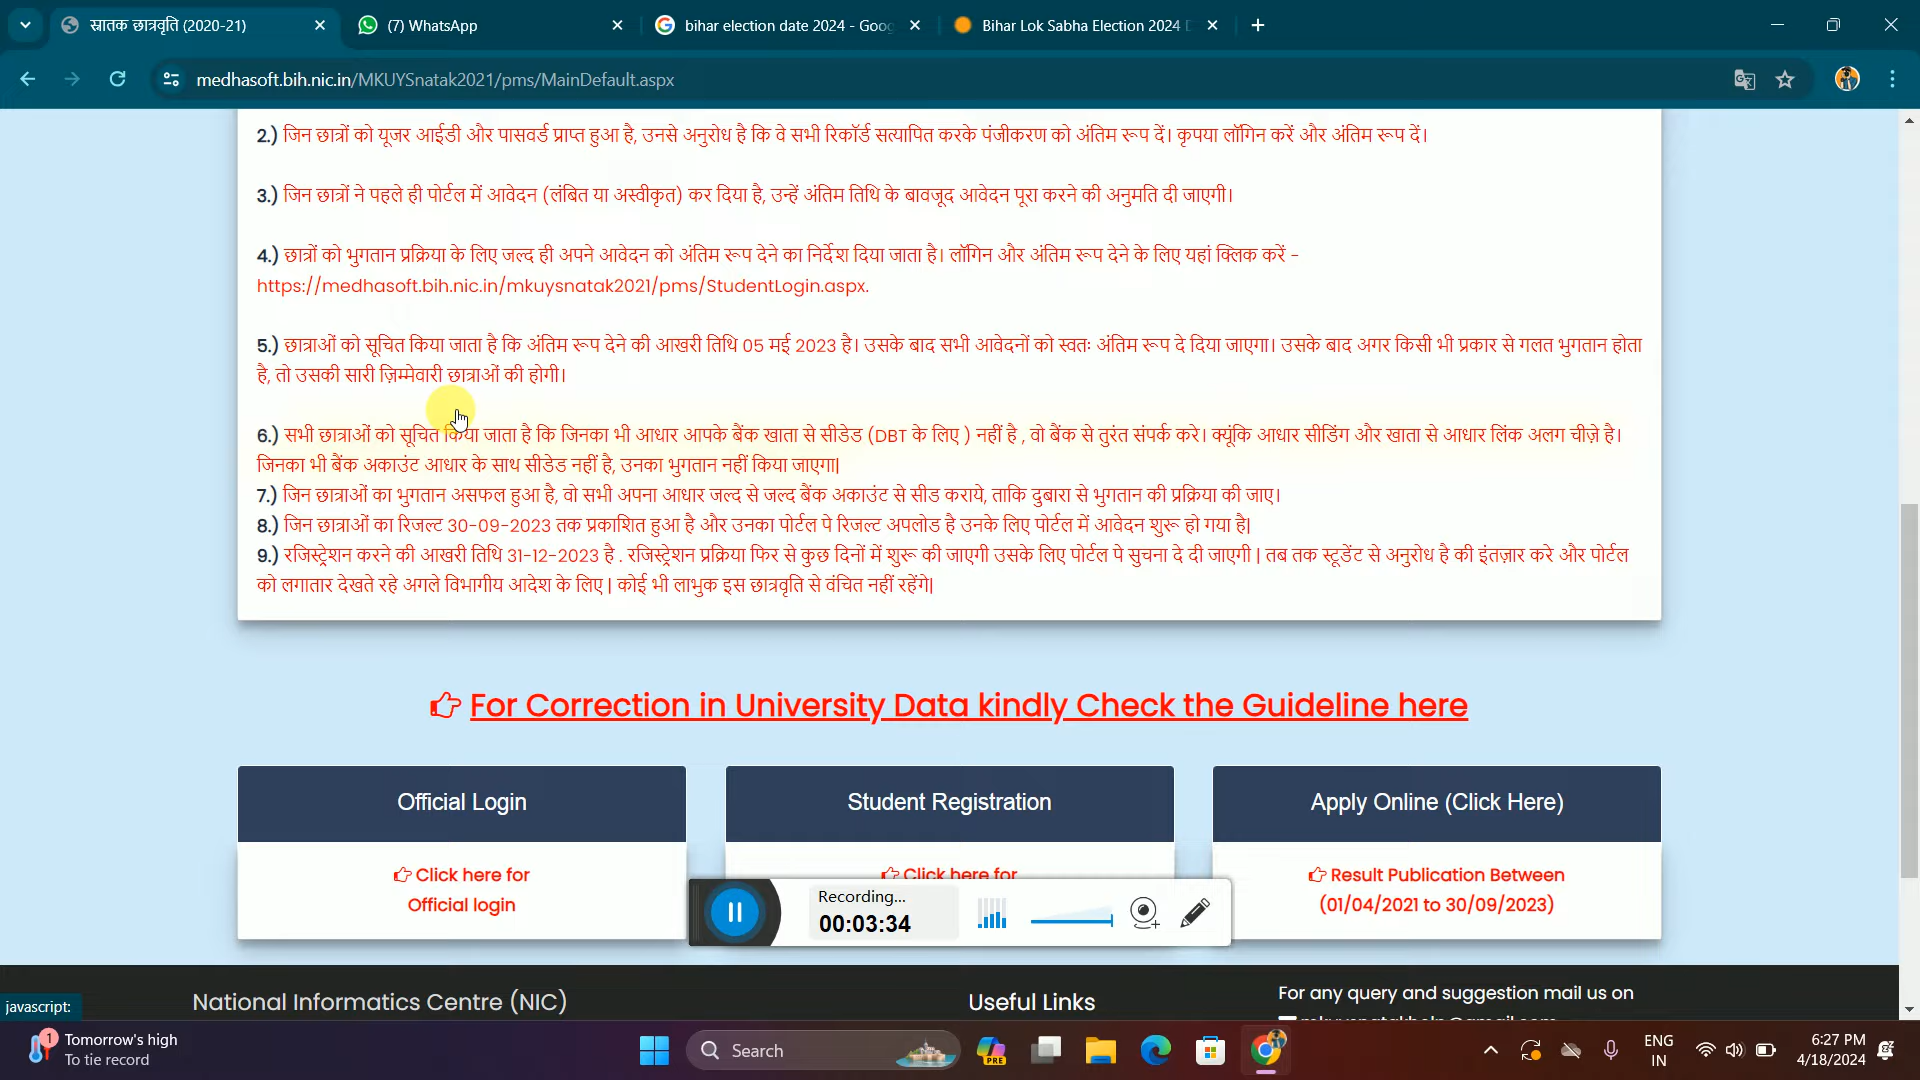 स्नातक छात्रवृति (2020-21)
(7) WhatsApp
bihar election date 2024 - Goo
Bihar Lok Sabha Election 2024 D
medhasoft.bih.nic.in/MKUYSnatak2021/pms/MainDefault.aspx
2.) जिन छात्रों को यूजर आईडी और पासवर्ड प्राप्त हुआ है, उनसे अनुरोध है कि वे सभी रिकॉर्ड सत्यापित करके पंजीकरण को अंतिम रूप दें। कृपया लॉगिन करें और अंतिम रूप दें।
3.) जिन छात्रों ने पहले ही पोर्टल में आवेदन (लंबित या अस्वीकृत) कर दिया है, उन्हें अंतिम तिथि के बावजूद आवेदन पूरा करने की अनुमति दी जाएगी।
4.) छात्रों को भुगतान प्रक्रिया के लिए जल्द ही अपने आवेदन को अंतिम रूप देने का निर्देश दिया जाता है। लॉगिन और अंतिम रूप देने के लिए यहां क्लिक करें -
https://medhasoft.bih.nic.in/mkuysnatak2021/pms/StudentLogin.aspx.
5.) छात्राओं को सूचित किया जाता है कि अंतिम रूप देने की आखरी तिथि 05 मई 2023 है। उसके बाद सभी आवेदनों को स्वतः अंतिम रूप दे दिया जाएगा। उसके बाद अगर किसी भी प्रकार से गलत भुगतान होता
है, तो उसकी सारी ज़िम्मेवारी छात्राओं की होगी।
6.) सभी छात्राओं को सूचित किया जाता है कि जिनका भी आधार आपके बैंक खाता से सीडेड (DBT के लिए ) नहीं है , वो बैंक से तुरंत संपर्क करे। क्यूंकि आधार सीडिंग और खाता से आधार लिंक अलग चीज़े है।
जिनका भी बैंक अकाउंट आधार के साथ सीडेड नहीं है, उनका भुगतान नहीं किया जाएगा|
7.) जिन छात्राओं का भुगतान असफल हुआ है, वो सभी अपना आधार जल्द से जल्द बैंक अकाउंट से सीड कराये, ताकि दुबारा से भुगतान की प्रक्रिया की जाए।
8.) जिन छात्राओं का रिजल्ट 30-09-2023 तक प्रकाशित हुआ है और उनका पोर्टल पे रिजल्ट अपलोड है उनके लिए पोर्टल में आवेदन शुरू हो गया है|
9.) रजिस्ट्रेशन करने की आखरी तिथि 31-12-2023 है . रजिस्ट्रेशन प्रक्रिया फिर से कुछ दिनों में शुरू की जाएगी उसके लिए पोर्टल पे सुचना दे दी जाएगी | तब तक स्टूडेंट से अनुरोध है की इंतज़ार करे और पोर्टल
को लगातार देखते रहे अगले विभागीय आदेश के लिए | कोई भी लाभुक इस छात्रवृति से वंचित नहीं रहेंगे|
For Correction in University Data kindly Check the Guideline here
Official Login
Student Registration
Apply Online (Click Here)
Click here for
Official login
Click here for
Result Publication Between
(01/04/2021 to 30/09/2023)
Recording...
00:03:34
National Informatics Centre (NIC)
Useful Links
For any query and suggestion mail us on
javascript:
1
Tomorrow's high
To tie record
Search
PRE
ENG
IN
6:27 PM
4/18/2024